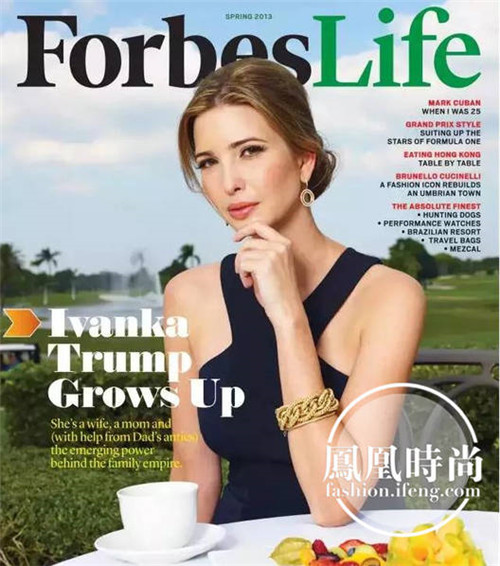 SPRING 2013
ForbesLife
MARK CUBAN
WHEN I WAS 25
GRAND PRIX STYLE
SUITING UP THE
STARS OF FORMULA ONE
EATING HONG KONG
TABLE BY TABLE
BRUNELLO CUCINELLI
A FASHION ICON REBUILDS
AN UMBRIAN TOWN
THE ABSOLUTE FINEST
• HUNTING DOGS
• PERFORMANCE WATCHES
• BRAZILIAN RESORT
• TRAVEL BAGS
• MEZCAL
Ivanka
Trump
Grows Up
She's a wife, a mom and
(with help from Dad's antics)
the emerging power
behind the family empire.
鳳凰時尚
fashion.ifeng.com